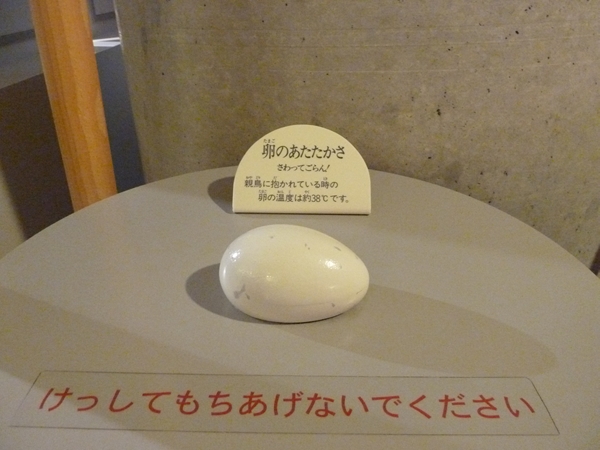 卵のあたたかさ
さわってごらん!
親鳥に抱かれている時の
卵の温度は約38℃です。
けっしてもちあげないでください